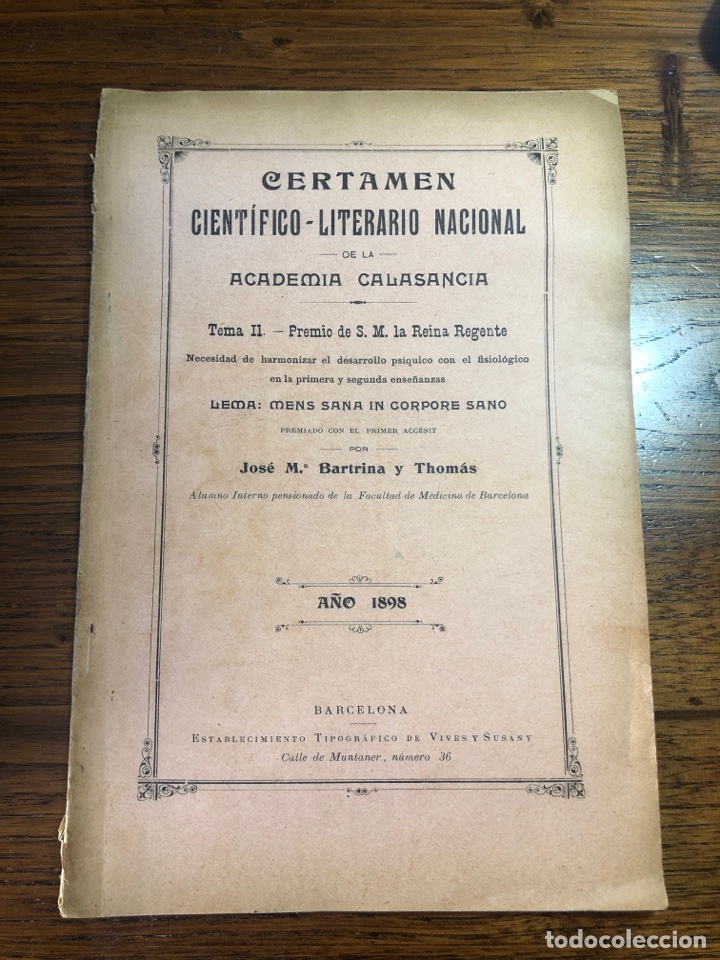 CERTAMEN
CIENTÍFICO-LITERARIO NACIONAL
DE LA
ACADEMIA CALASANCIA
Tema II. — Premio de S. M. la Reina Regente
Necesidad de harmonizar el desarrollo psíquico con el fisiológico
en la primera y segunda enseñanzas
LEMA: MENS SANA IN CORPORE SANO
PREMIADO CON EL PRIMER ACCÉSIT
POR
José M.ª Bartrina y Thomás
Alumno Interno pensionado de la Facultad de Medicina de Barcelona
AÑO 1898
BARCELONA
ESTABLECIMIENTO TIPOGRÁFICO DE VIVES Y SUSANY
Calle de Muntaner, número 36
todocoleccion